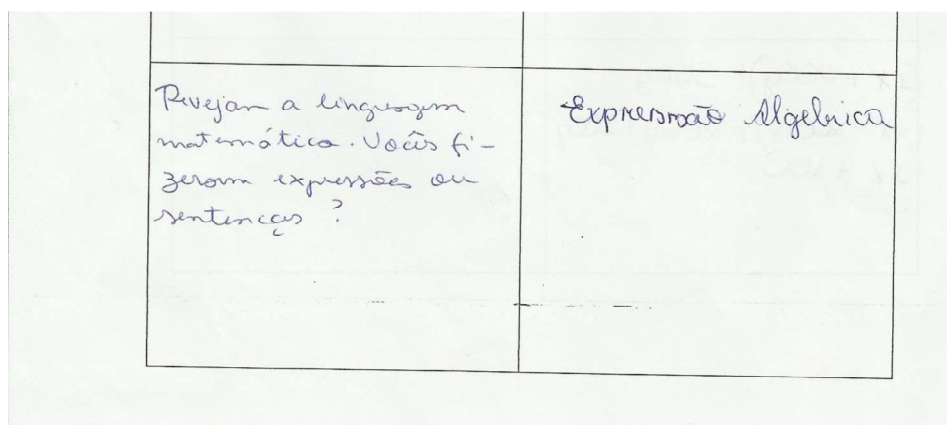 Revejam a linguagem
matemática. Vocês fi-
zeram expressões ou
sentenças ?
Expressão Algebrica